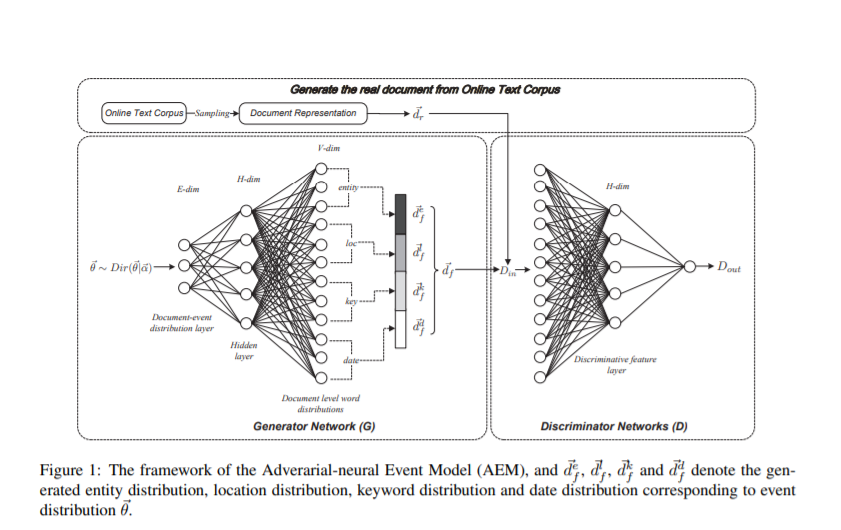 Generate the real document from Online Text Corpus
Online Text Corpus
Sampling
Document Representation
$\vec{d}_r$
V-dim
H-dim
E-dim
entity
loc
key
date
$\vec{d}_f^e$
$\vec{d}_f^l$
$\vec{d}_f^k$
$\vec{d}_f^d$
$\vec{d}_f$
$\vec{\theta} \sim Dir(\vec{\theta}|\vec{\alpha})$
Document-event
distribution layer
Hidden
layer
Document level word
distributions
Generator Network (G)
$D_{in}$
H-dim
$D_{out}$
Discriminative feature
layer
Discriminator Networks (D)
Figure 1: The framework of the Adverarial-neural Event Model (AEM), and $\vec{d}_f^e$, $\vec{d}_f^l$, $\vec{d}_f^k$ and $\vec{d}_f^d$ denote the gen-
erated entity distribution, location distribution, keyword distribution and date distribution corresponding to event
distribution $\vec{\theta}$.